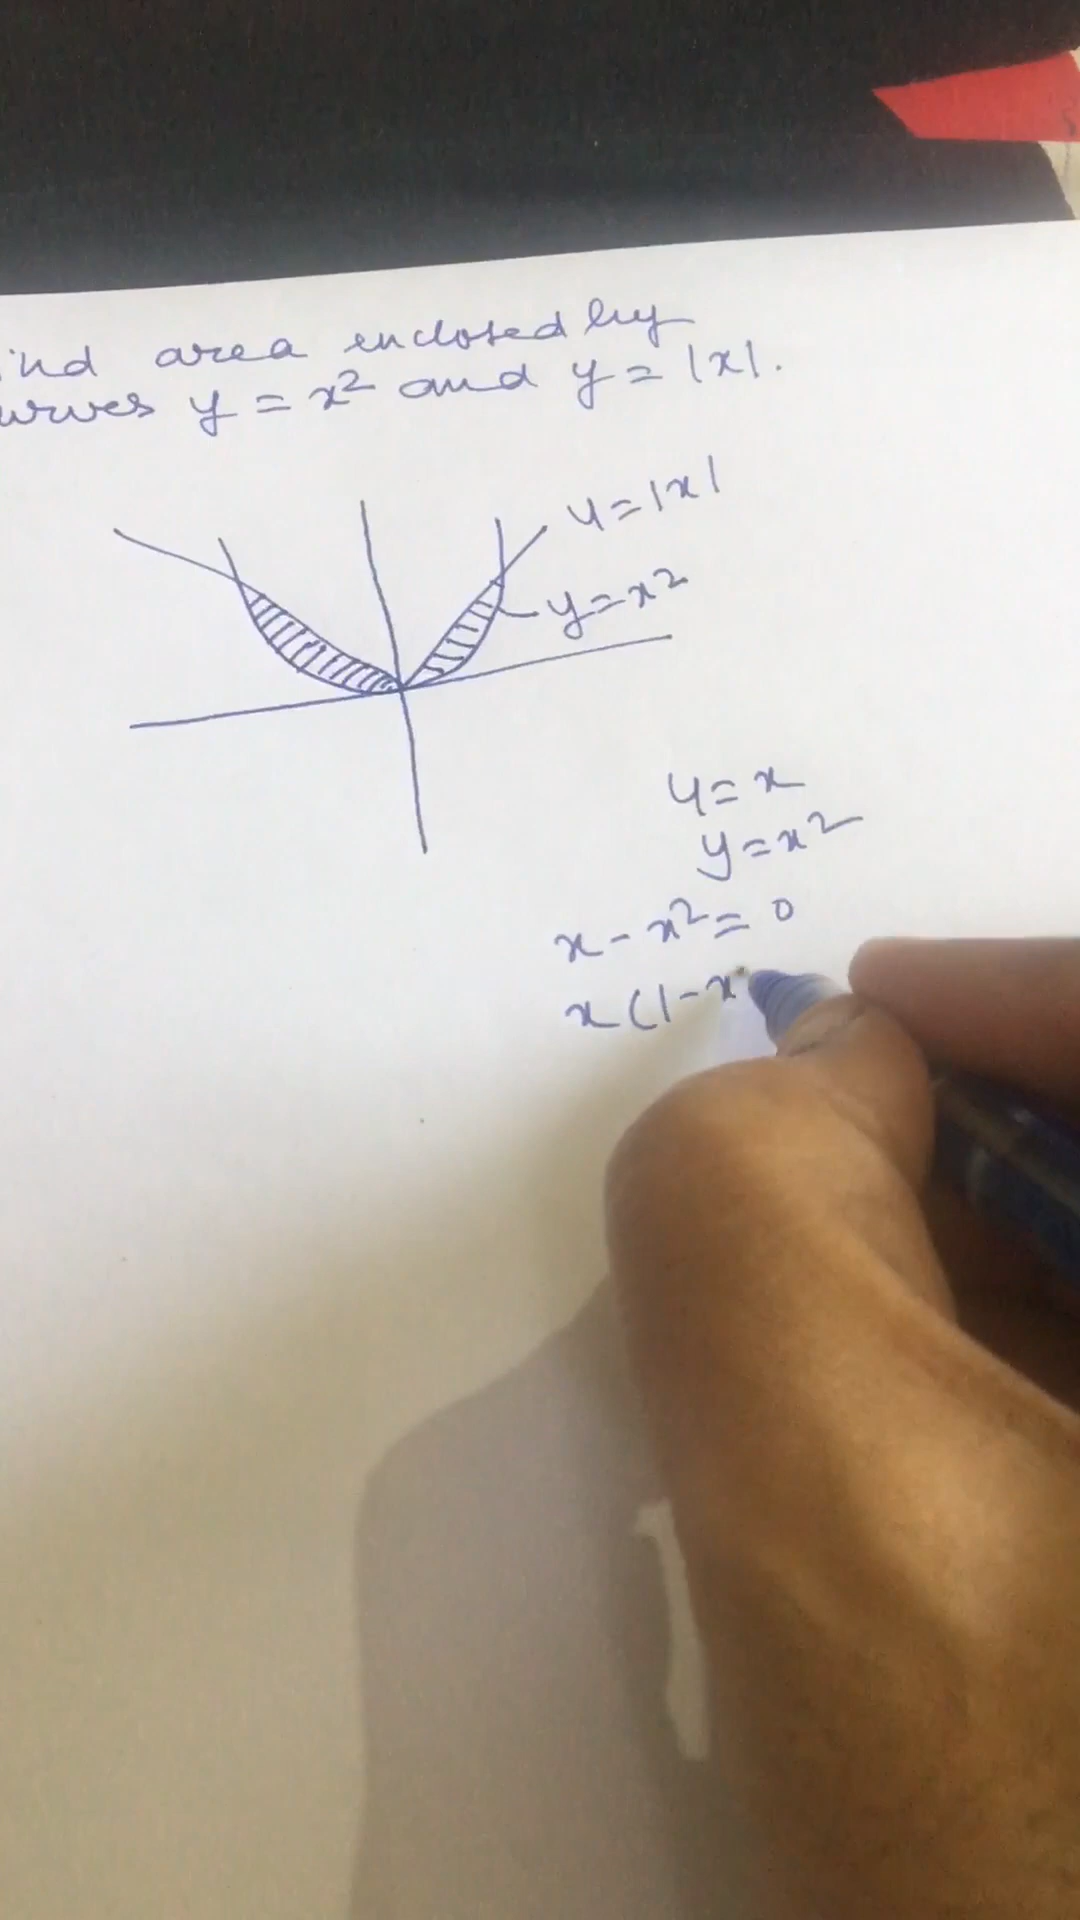 ind area enclosed by
urves y = x² and y = |x|.
y = |x|
y = x²
y = x
y = x²
x - x² = 0
x (1 - x